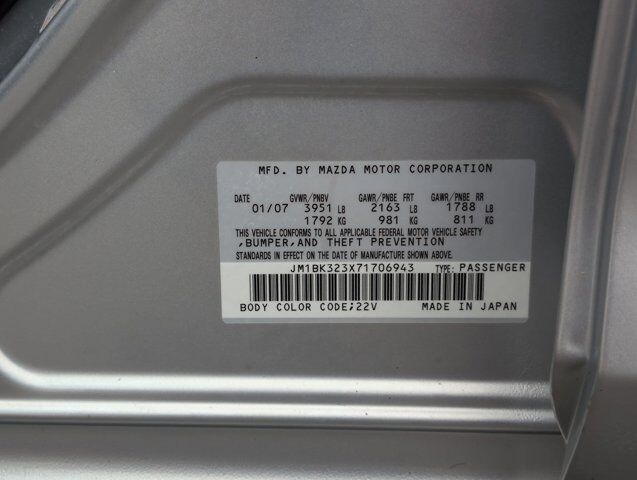 MFD. BY MAZDA MOTOR CORPORATION
DATE GVWR/PNBV GAWR/PNBE FRT GAWR/PNBE RR
01/07 3951 LB 2163 LB 1788 LB
1792 KG 981 KG 811 KG
THIS VEHICLE CONFORMS TO ALL APPLICABLE FEDERAL MOTOR VEHICLE SAFETY
,BUMPER,AND THEFT PREVENTION
STANDARDS IN EFFECT ON THE DATE OF MANUFACTURE SHOWN ABOVE.
JM1BK323X71706943 TYPE: PASSENGER
BODY COLOR CODE;22V MADE IN JAPAN